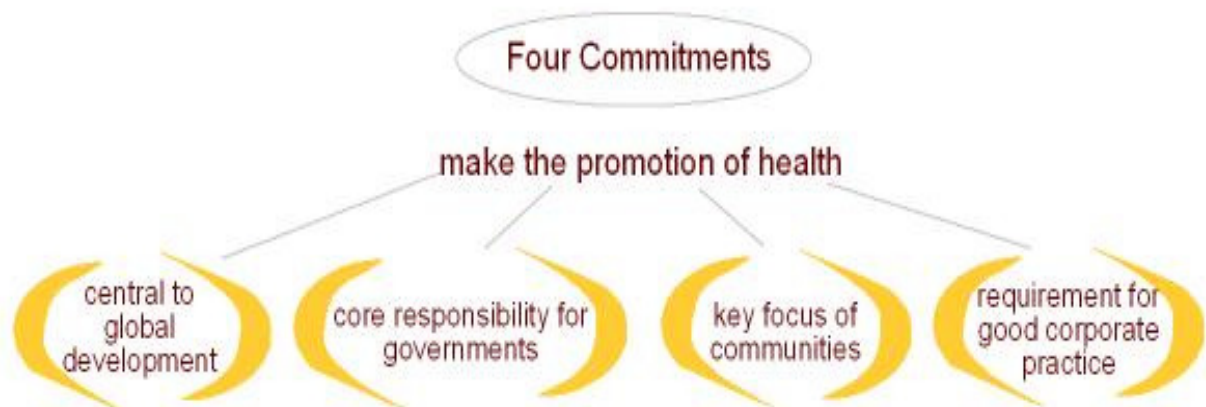 Four Commitments
make the promotion of health
central to
global
development
core responsibility for
governments
key focus of
communities
requirement for
good corporate
practice